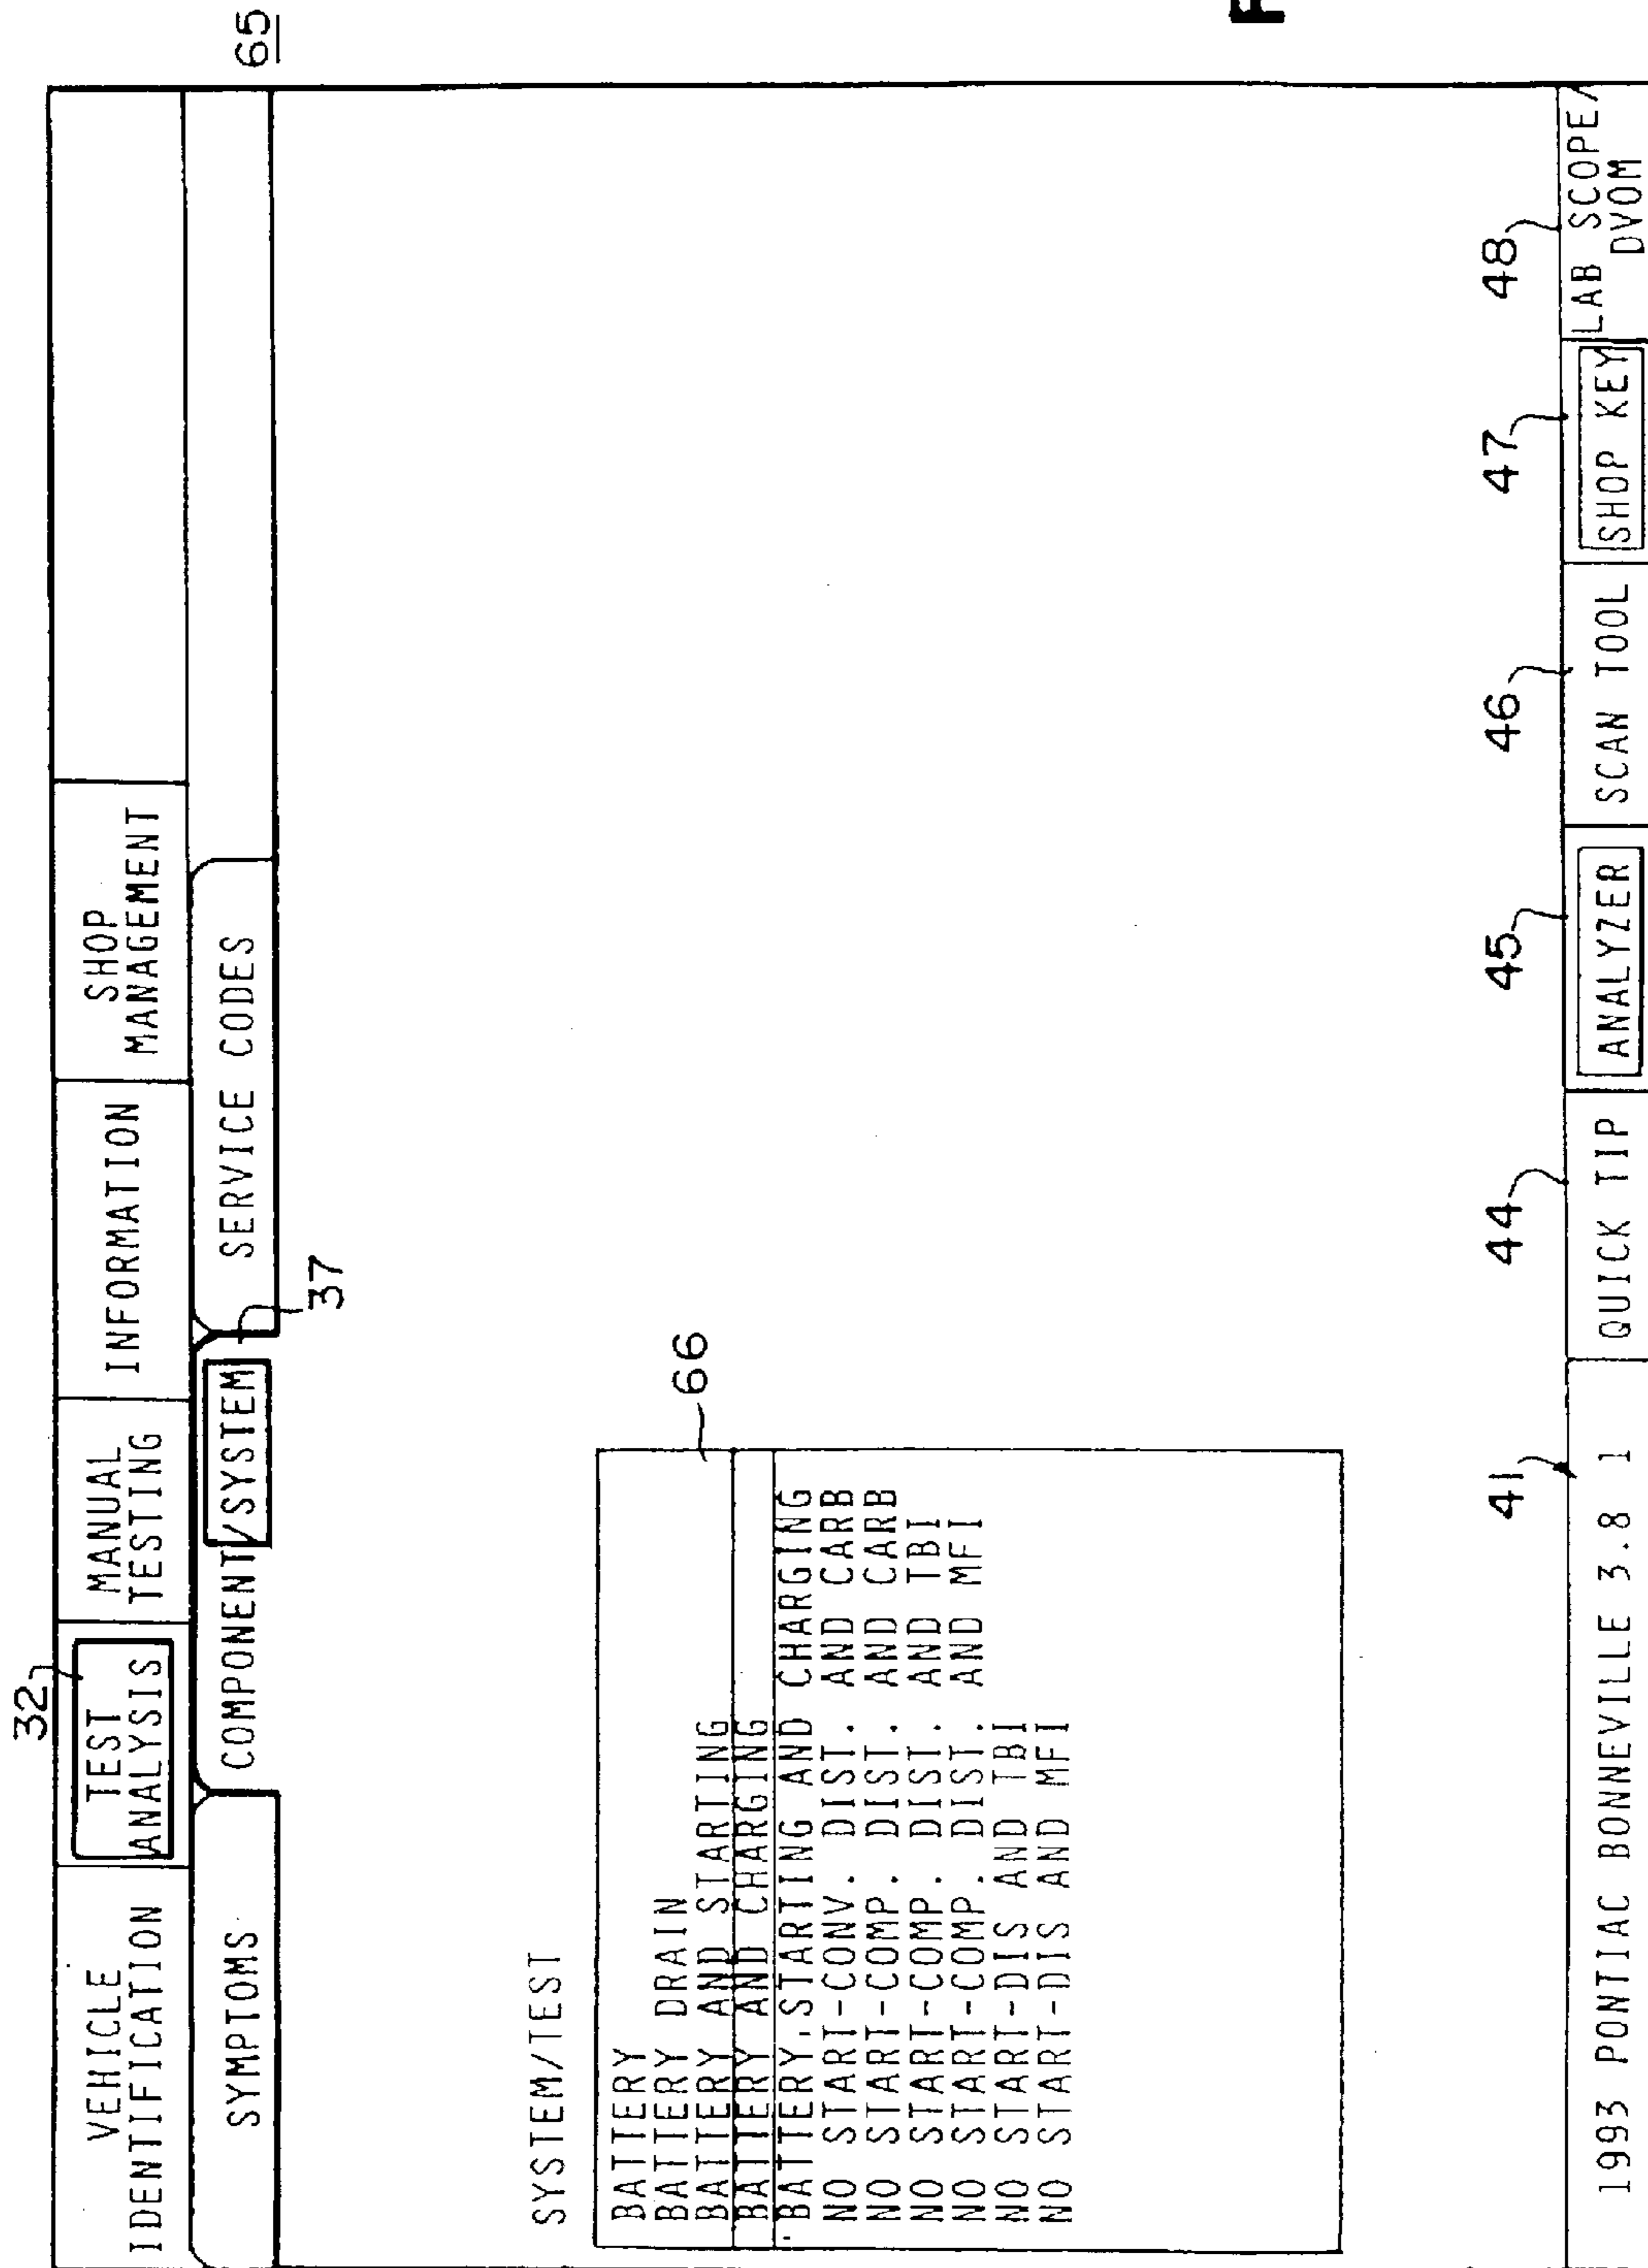 65
32
VEHICLE
IDENTIFICATION
TEST
ANALYSIS
MANUAL
TESTING
INFORMATION
SHOP
MANAGEMENT
SYMPTOMS
COMPONENT/SYSTEM
SERVICE CODES
37
SYSTEM/TEST
66
BATTERY
BATTERY DRAIN
BATTERY AND STARTING
BATTERY AND CHARGING
BATTERY,STARTING AND CHARGING
NO START-CONV. DIST. AND CARB
NO START-COMP. DIST. AND CARB
NO START-COMP. DIST. AND TBI
NO START-COMP. DIST. AND MFI
NO START-DIS AND TBI
NO START-DIS AND MFI
41
44
45
46
47
48
1993 PONTIAC BONNEVILLE 3.8 1
QUICK TIP
ANALYZER
SCAN TOOL
SHOP KEY
LAB SCOPE/
DVOM